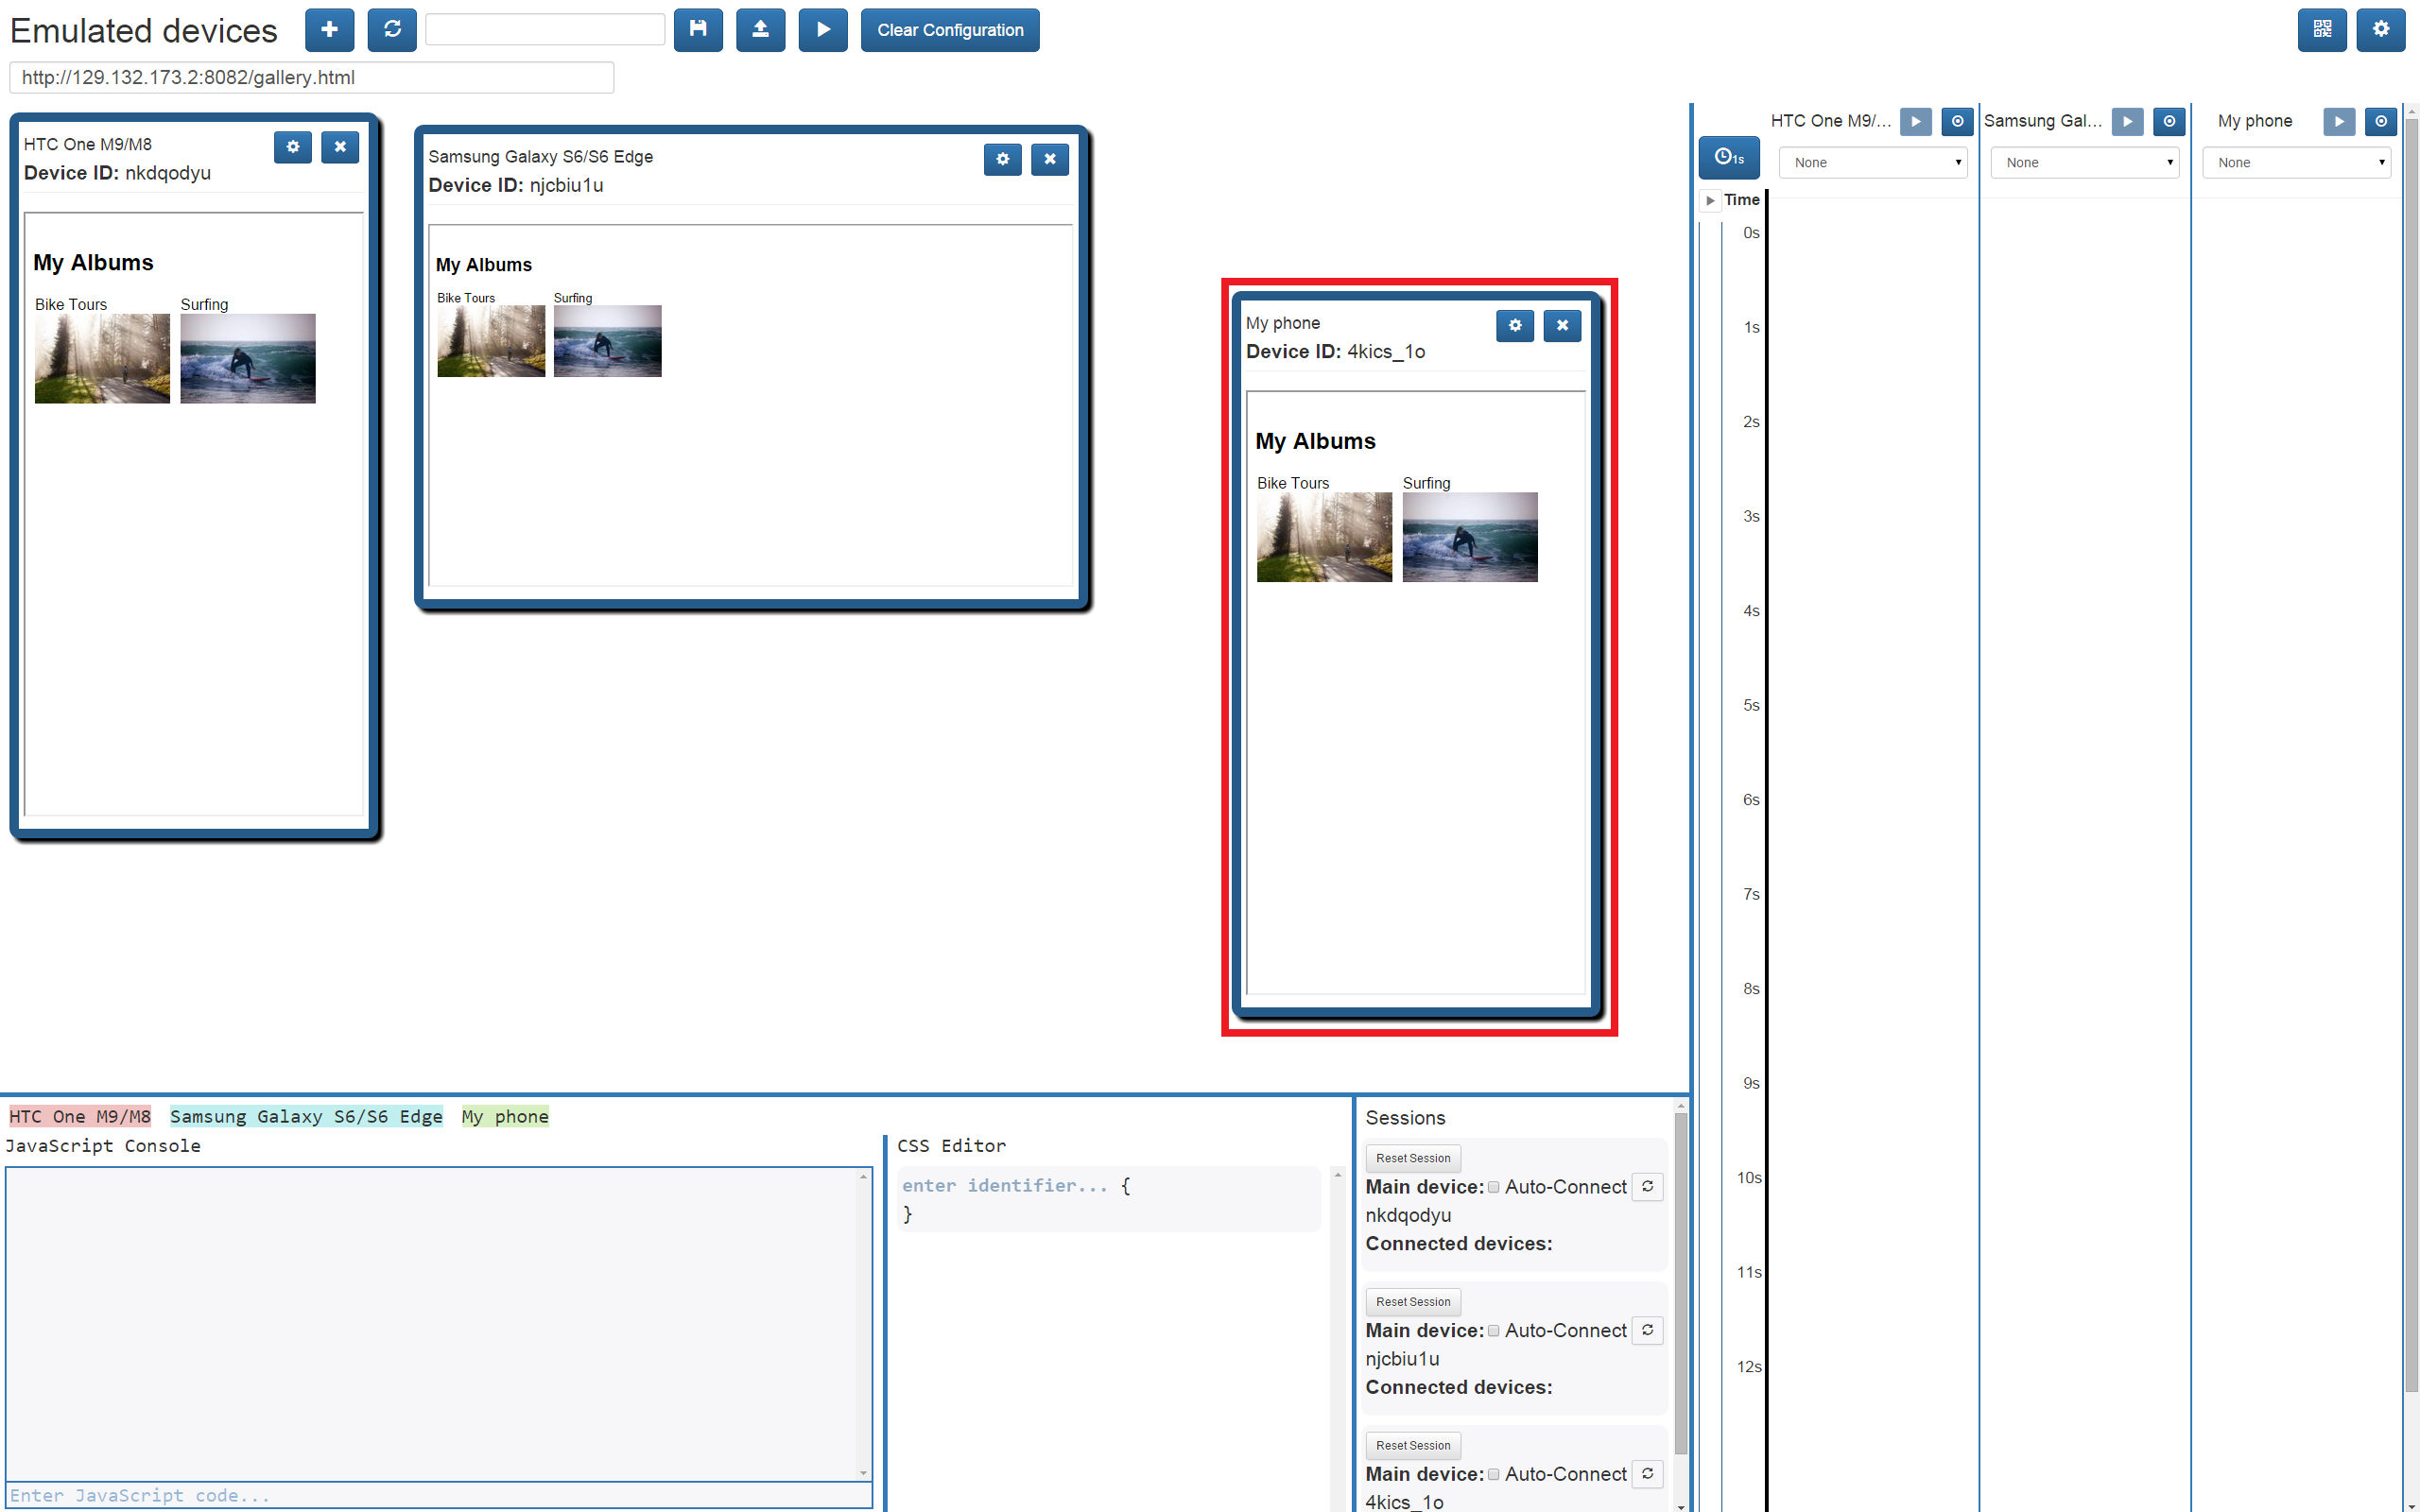 Emulated devices
Clear Configuration
http://129.132.173.2:8082/gallery.html
HTC One M9/M8
Device ID: nkdqodyu
My Albums
Bike Tours Surfing
Samsung Galaxy S6/S6 Edge
Device ID: njcbiu1u
My Albums
Bike Tours Surfing
My phone
Device ID: 4kics_1o
My Albums
Bike Tours Surfing
HTC One M9/... Samsung Gal... My phone
1s
None None None
Time
0s
1s
2s
3s
4s
5s
6s
7s
8s
9s
10s
11s
12s
HTC One M9/M8 Samsung Galaxy S6/S6 Edge My phone
JavaScript Console
Enter JavaScript code...
CSS Editor
enter identifier... {
}
Sessions
Reset Session
Main device: Auto-Connect
nkdqodyu
Connected devices:
Reset Session
Main device: Auto-Connect
njcbiu1u
Connected devices:
Reset Session
Main device: Auto-Connect
4kics_1o